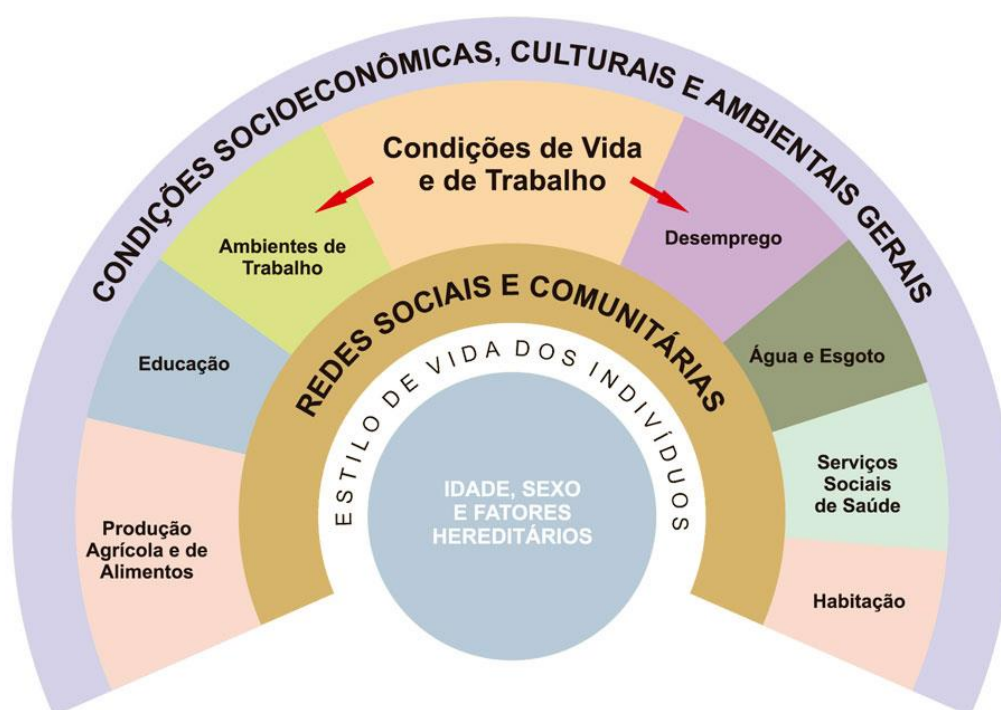 CONDIÇÕES SOCIOECONÔMICAS, CULTURAIS E AMBIENTAIS GERAIS
Condições de Vida
e de Trabalho
Ambientes de
Trabalho
Desemprego
Educação
Água e Esgoto
Produção
Agrícola e de
Alimentos
Serviços
Sociais
de Saúde
Habitação
REDES SOCIAIS E COMUNITÁRIAS
ESTILO DE VIDA DOS INDIVÍDUOS
IDADE, SEXO
E FATORES
HEREDITÁRIOS